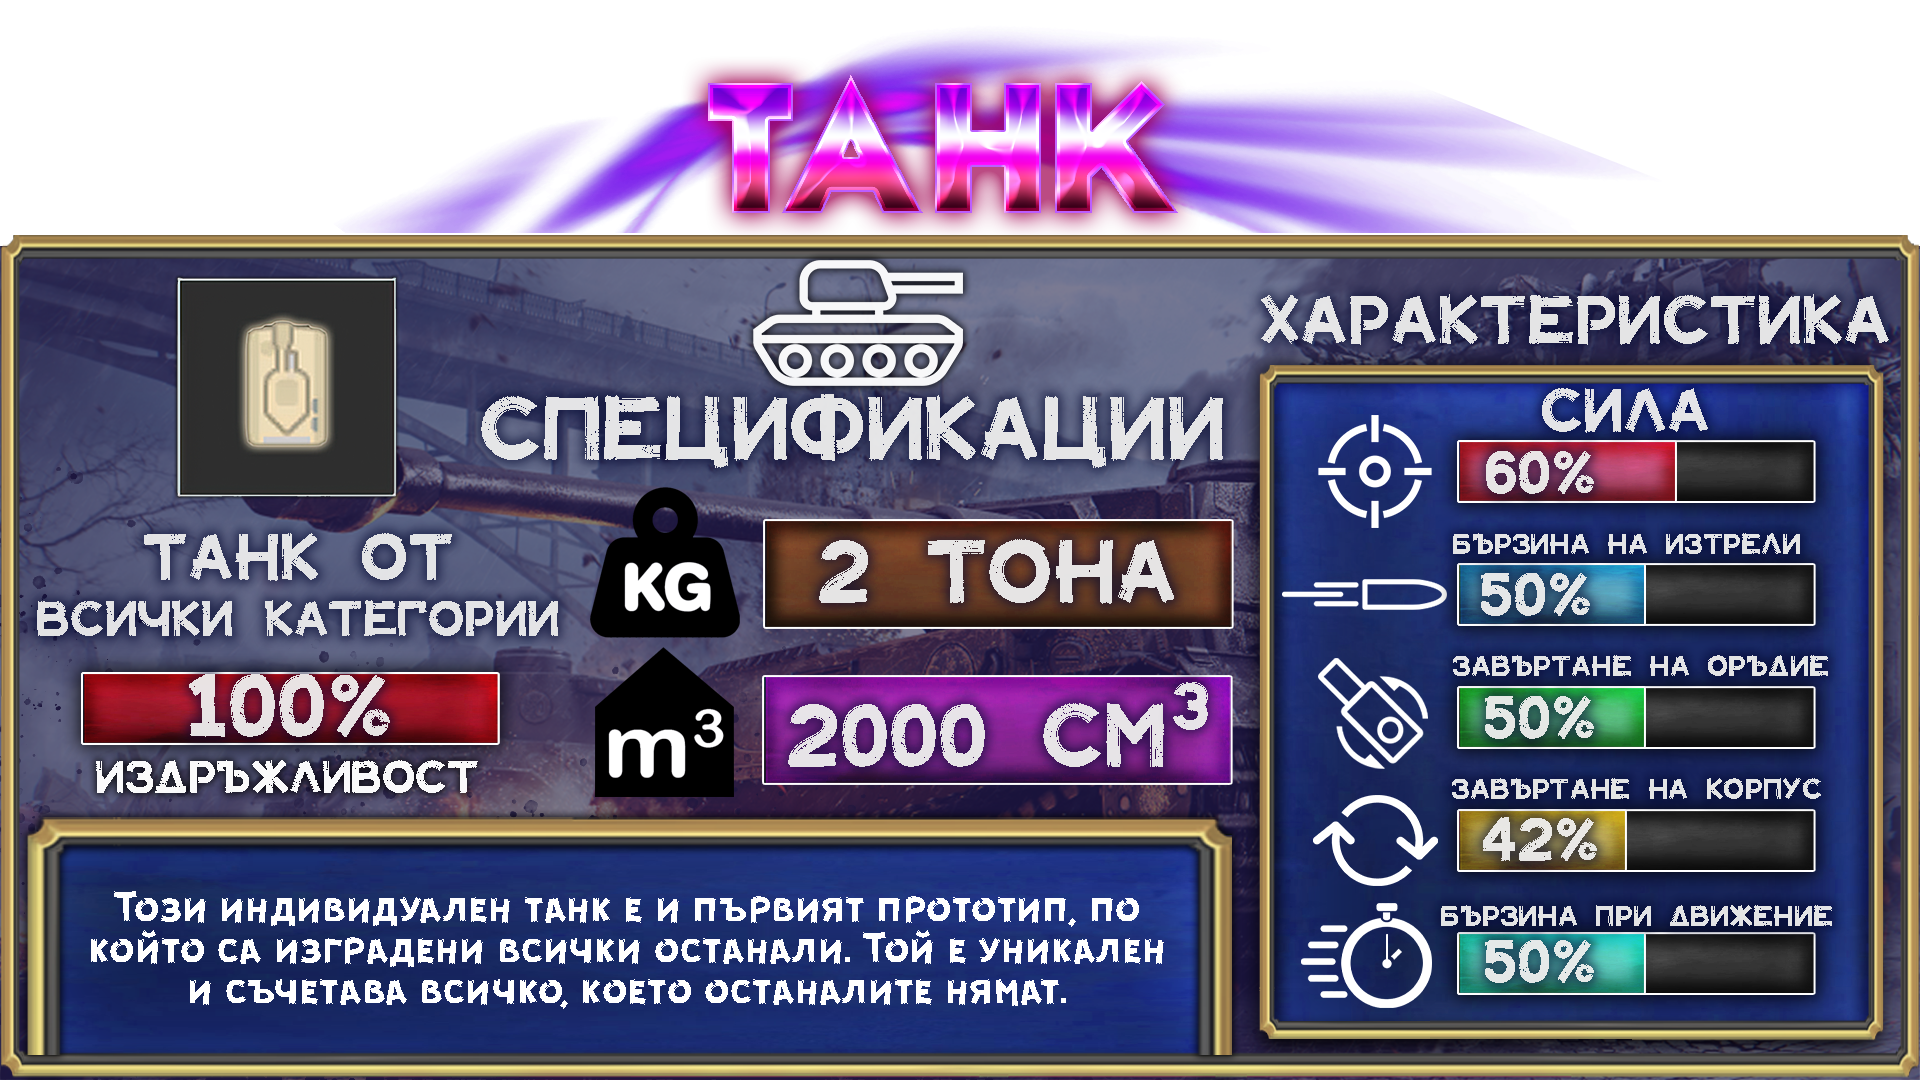 ТАНК
ТАНК ОТ
ВСИЧКИ КАТЕГОРИИ
100%
ИЗДРЪЖЛИВОСТ
СПЕЦИФИКАЦИИ
KG
2 ТОНА
m³
2000 СМ³
ХАРАКТЕРИСТИКА
СИЛА
60%
БЪРЗИНА НА ИЗТРЕЛИ
50%
ЗАВЪРТАНЕ НА ОРЪДИЕ
50%
ЗАВЪРТАНЕ НА КОРПУС
42%
БЪРЗИНА ПРИ ДВИЖЕНИЕ
50%
Този индивидуален танк е и първият прототип, по
който са изградени всички останали. Той е уникален
и съчетава всичко, което останалите нямат.